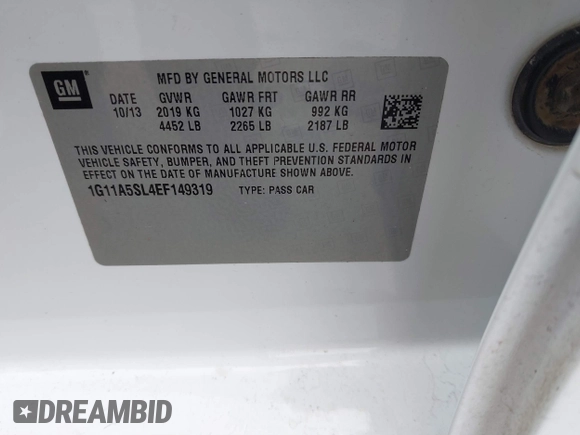 GM
MFD BY GENERAL MOTORS LLC
DATE GVWR GAWR FRT GAWR RR
10/13 2019 KG 1027 KG 992 KG
4452 LB 2265 LB 2187 LB
THIS VEHICLE CONFORMS TO ALL APPLICABLE U.S. FEDERAL MOTOR
VEHICLE SAFETY, BUMPER, AND THEFT PREVENTION STANDARDS IN
EFFECT ON THE DATE OF MANUFACTURE SHOWN ABOVE.
1G11A5SL4EF149319 TYPE: PASS CAR
DREAMBID